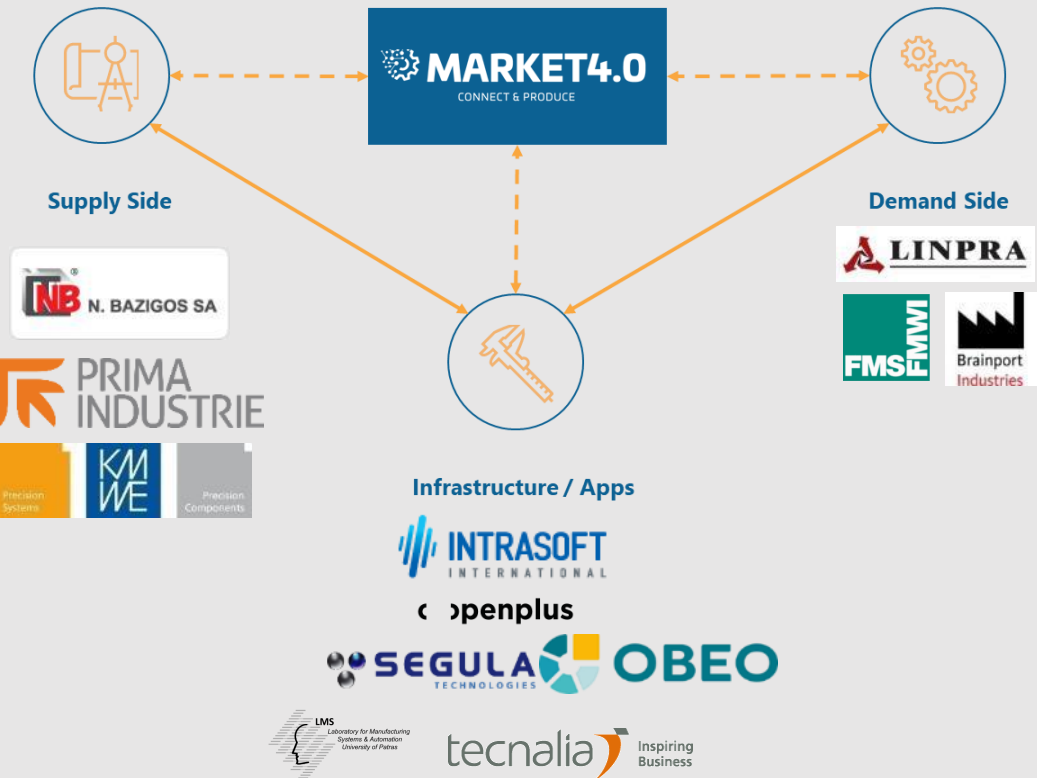 MARKET4.0
CONNECT & PRODUCE
Supply Side
Demand Side
NB ®
N. BAZIGOS SA
LINPRA
FMS
FMWI
Brainport
Industries
PRIMA
INDUSTRIE
Precision
Systems
KM
WE
Precision
Components
Infrastructure / Apps
INTRASOFT
INTERNATIONAL
openplus
SEGULA
TECHNOLOGIES
OBEO
LMS
Laboratory for Manufacturing
Systems & Automation
University of Patras
tecnalia
Inspiring
Business